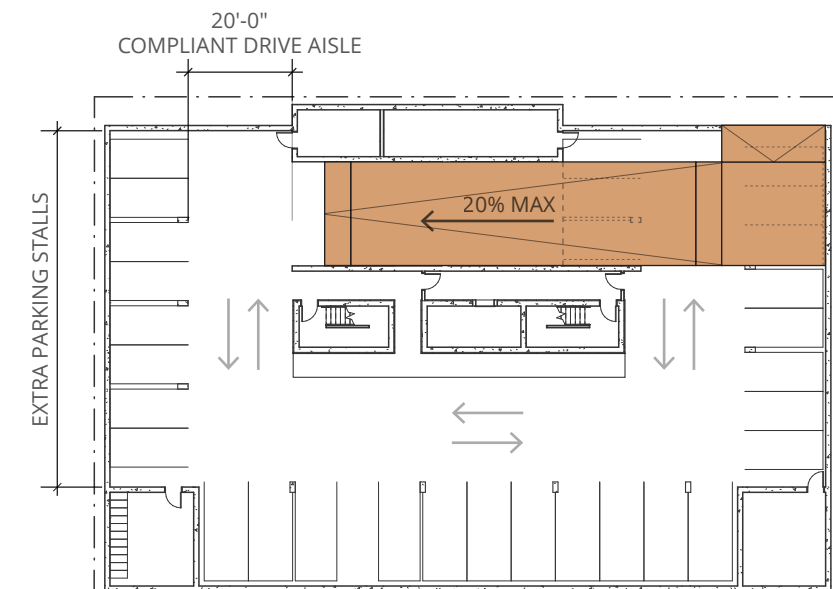 20'-0"
COMPLIANT DRIVE AISLE
EXTRA PARKING STALLS
20% MAX